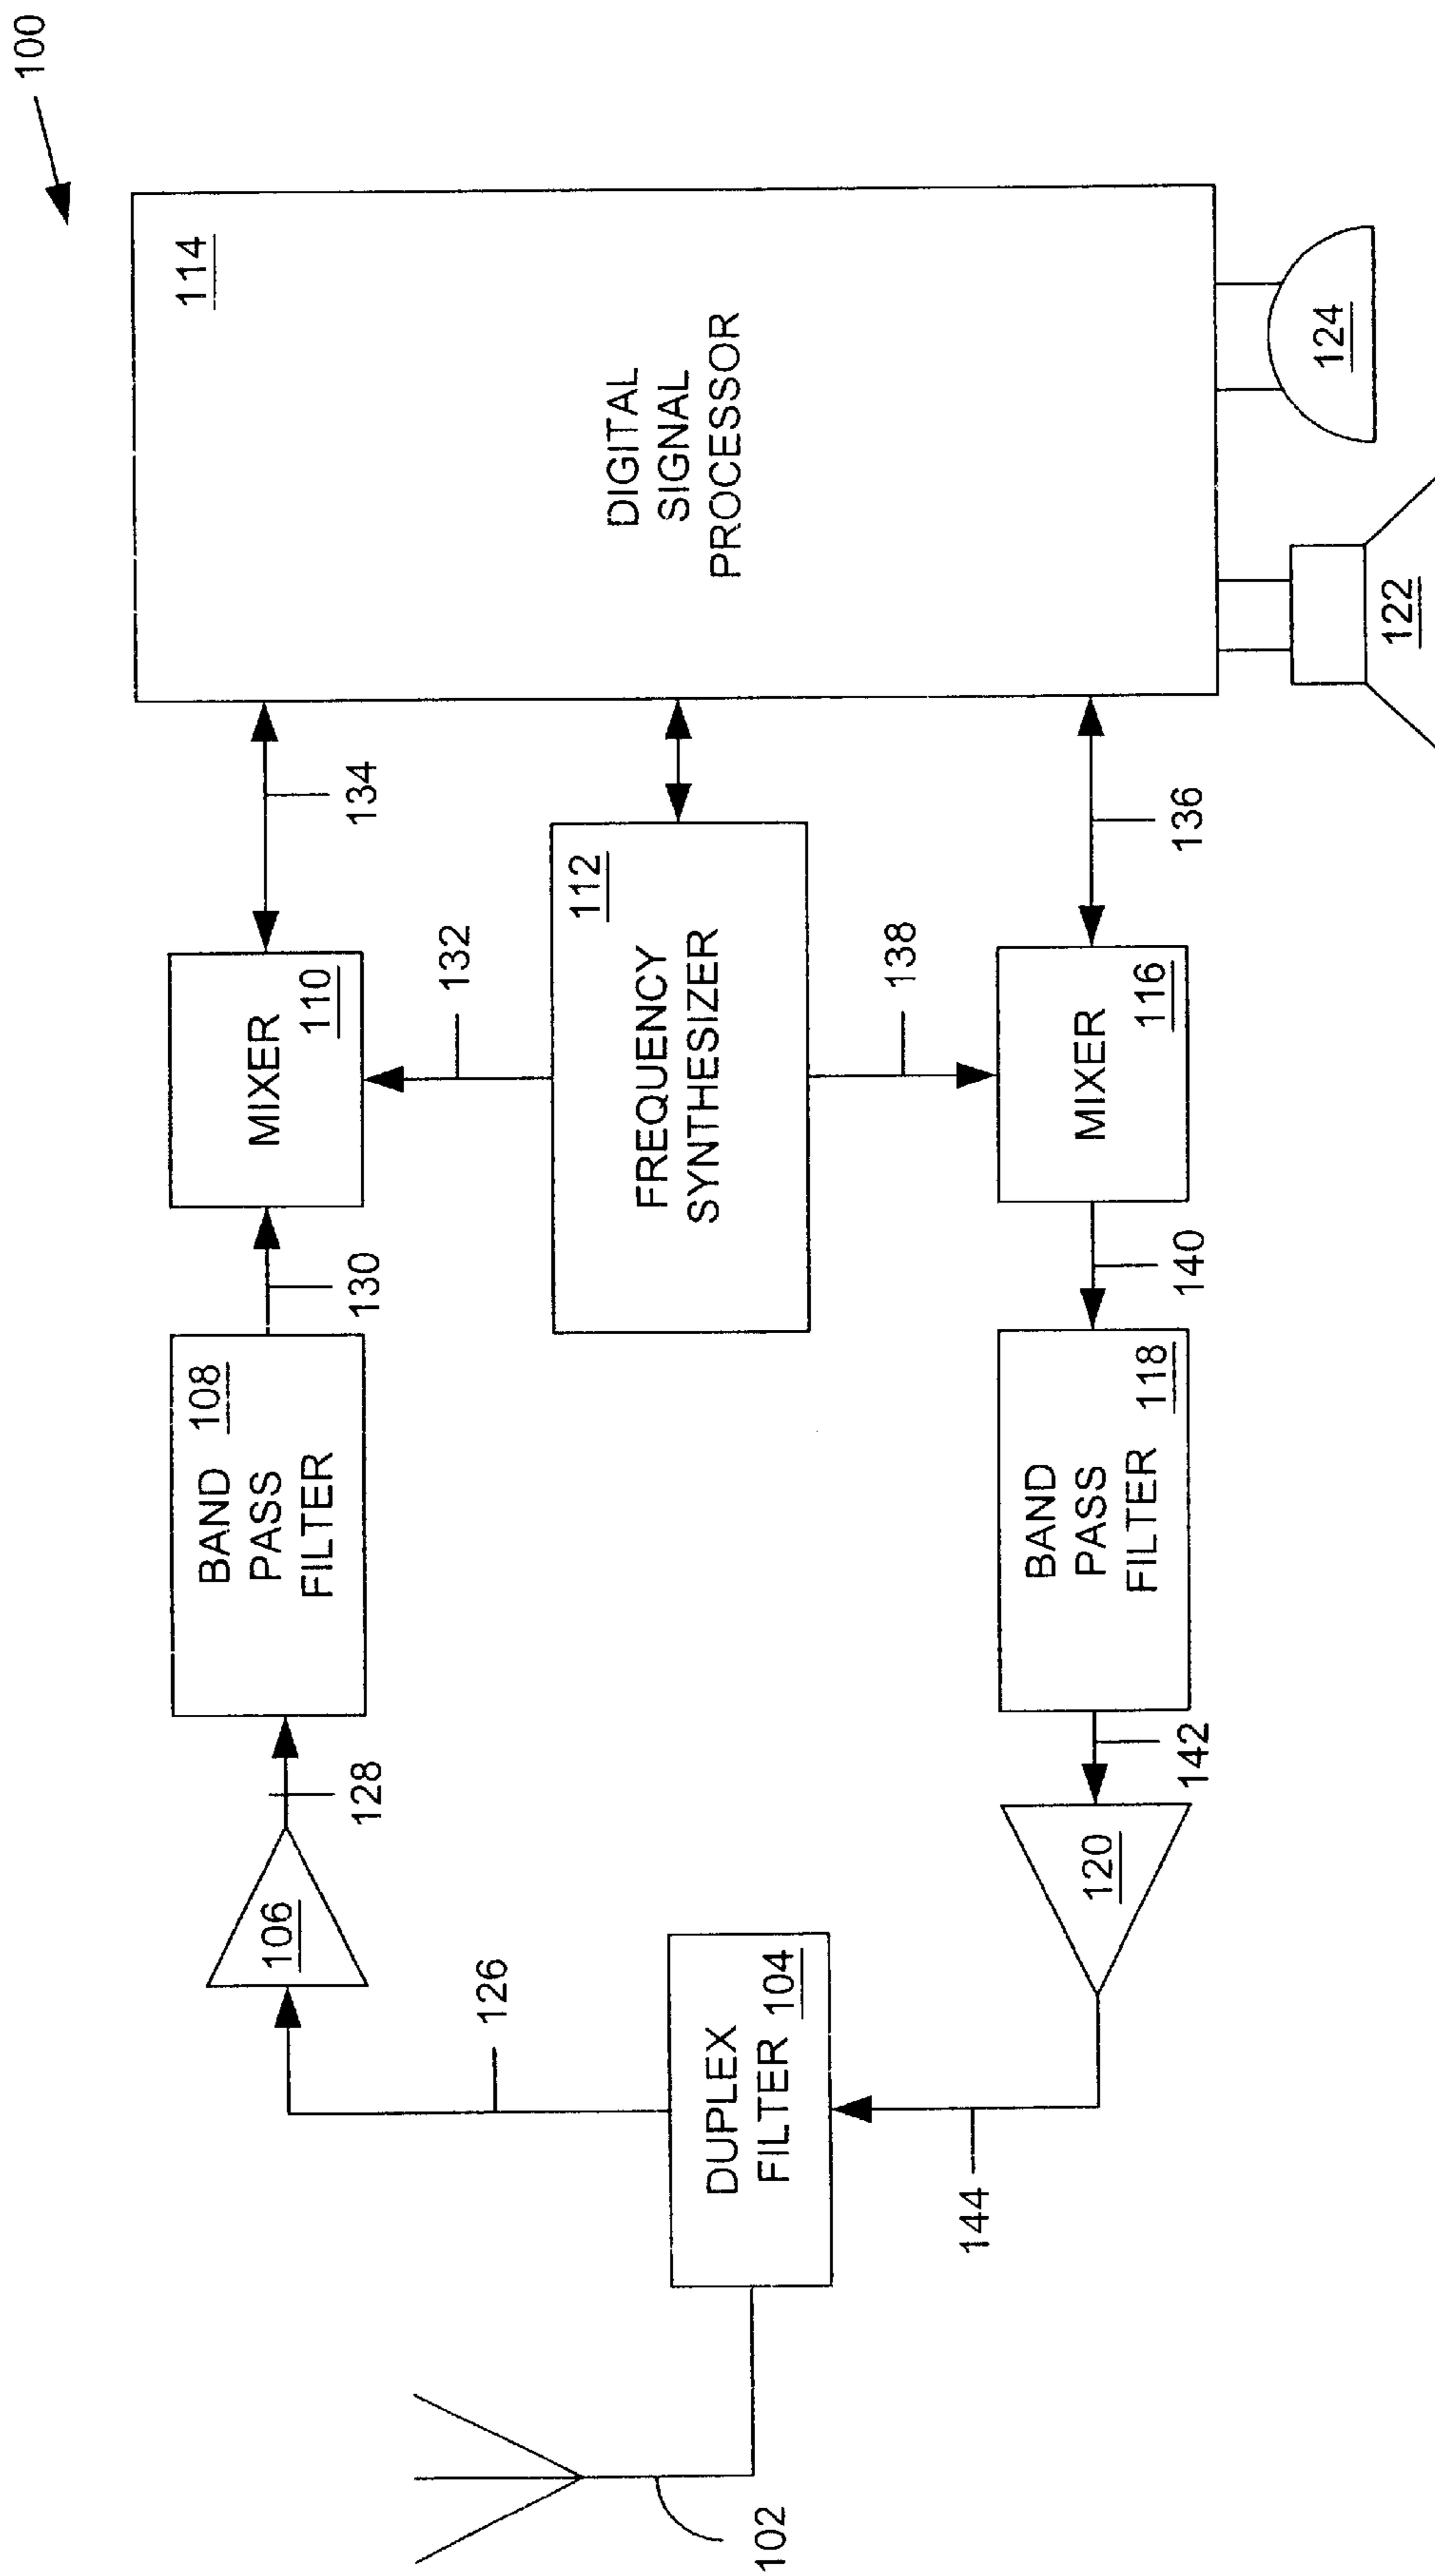 100
114
DIGITAL
SIGNAL
PROCESSOR
124
122
134
136
MIXER
110
132
112
FREQUENCY
SYNTHESIZER
138
MIXER
116
130
140
BAND
PASS
FILTER
108
BAND
PASS
FILTER
118
128
142
106
120
126
DUPLEX
FILTER 104
144
102